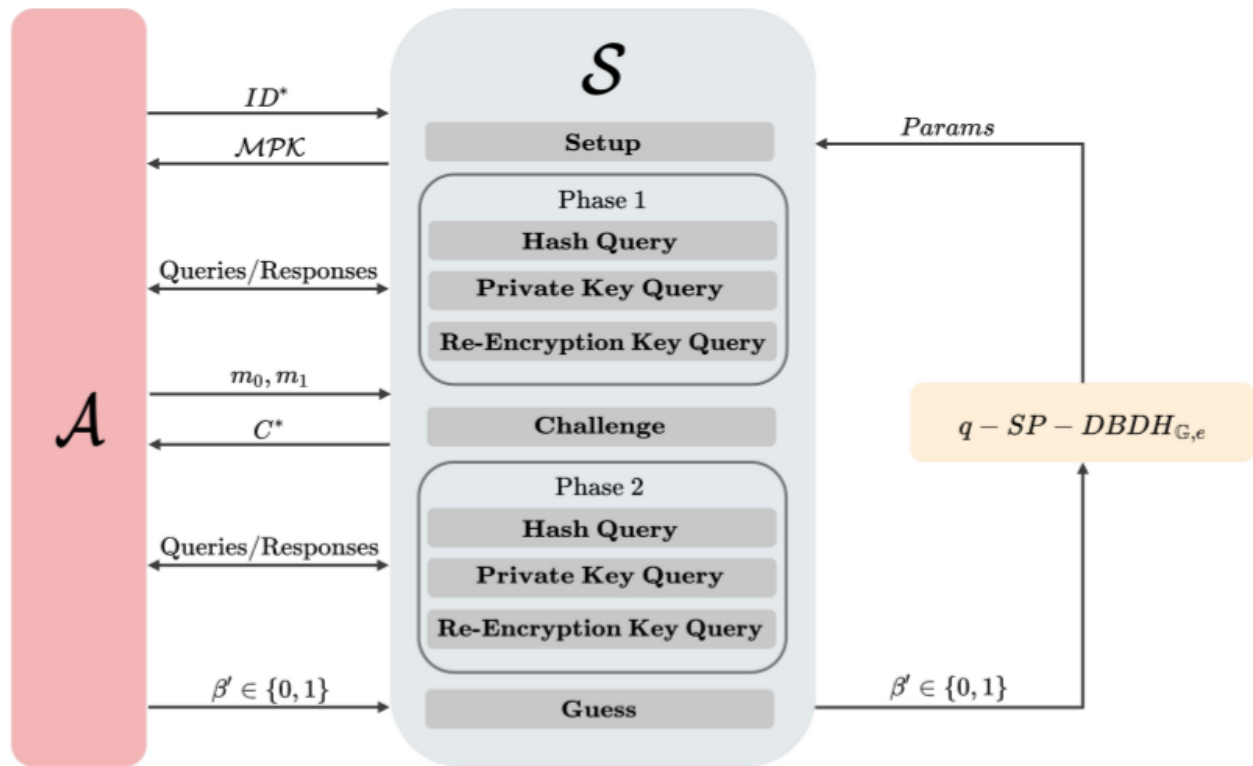 𝒮
ID*
Params
Setup
ℳ𝒫𝒦
Phase 1
Hash Query
Queries/Responses
Private Key Query
Re-Encryption Key Query
m₀, m₁
𝒜
Challenge
q − SP − DBDH_{𝔾,e}
C*
Phase 2
Hash Query
Queries/Responses
Private Key Query
Re-Encryption Key Query
β′ ∈ {0, 1}
β′ ∈ {0, 1}
Guess